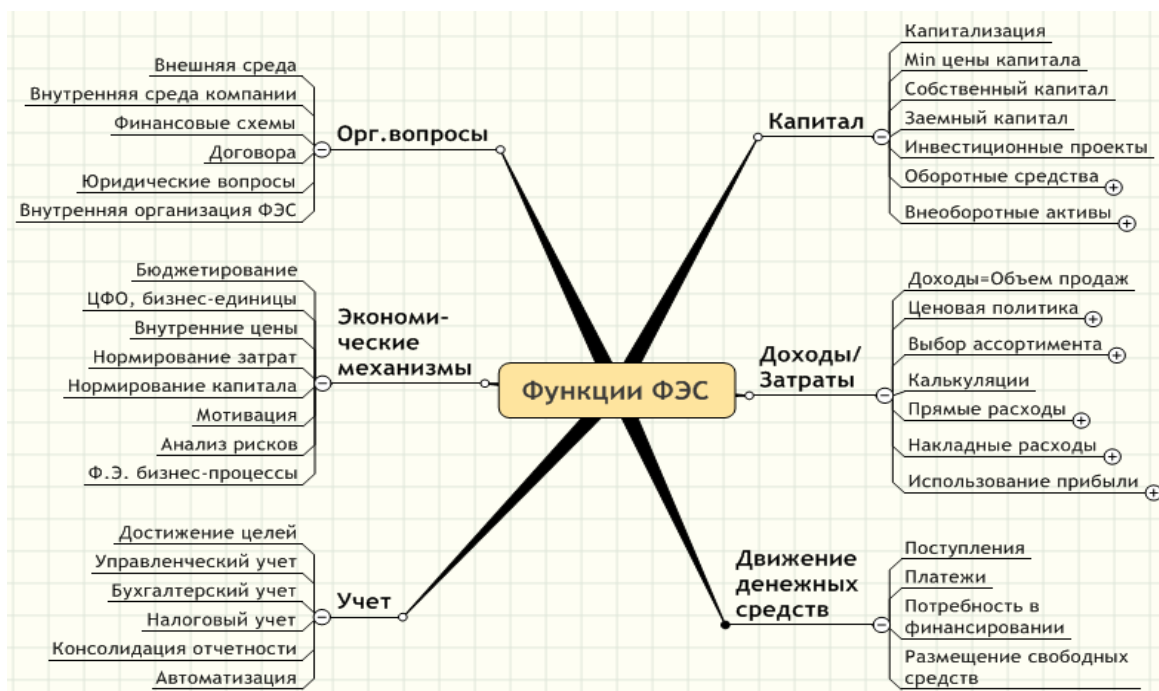 Функции ФЭС
Орг.вопросы
Внешняя среда
Внутренняя среда компании
Финансовые схемы
Договора
Юридические вопросы
Внутренняя организация ФЭС
Экономи-
ческие
механизмы
Бюджетирование
ЦФО, бизнес-единицы
Внутренние цены
Нормирование затрат
Нормирование капитала
Мотивация
Анализ рисков
Ф.Э. бизнес-процессы
Учет
Достижение целей
Управленческий учет
Бухгалтерский учет
Налоговый учет
Консолидация отчетности
Автоматизация
Капитал
Капитализация
Min цены капитала
Собственный капитал
Заемный капитал
Инвестиционные проекты
Оборотные средства
Внеоборотные активы
Доходы/
Затраты
Доходы=Объем продаж
Ценовая политика
Выбор ассортимента
Калькуляции
Прямые расходы
Накладные расходы
Использование прибыли
Движение
денежных
средств
Поступления
Платежи
Потребность в
финансировании
Размещение свободных
средств